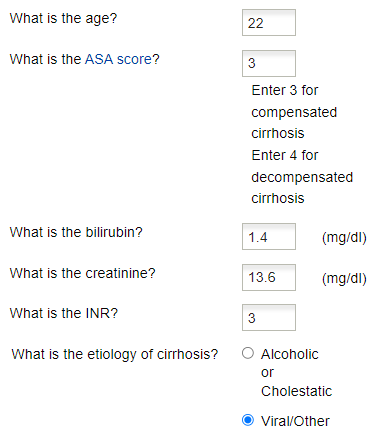 What is the age? 22
What is the ASA score? 3
Enter 3 for
compensated
cirrhosis
Enter 4 for
decompensated
cirrhosis
What is the bilirubin? 1.4 (mg/dl)
What is the creatinine? 13.6 (mg/dl)
What is the INR? 3
What is the etiology of cirrhosis? Alcoholic
or
Cholestatic
Viral/Other